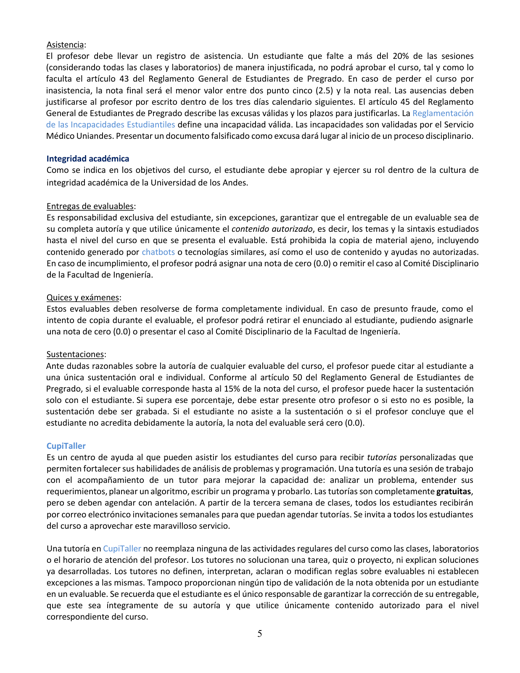 Asistencia:
El profesor debe llevar un registro de asistencia. Un estudiante que falte a más del 20% de las sesiones
(considerando todas las clases y laboratorios) de manera injustificada, no podrá aprobar el curso, tal y como lo
faculta el artículo 43 del Reglamento General de Estudiantes de Pregrado. En caso de perder el curso por
inasistencia, la nota final será el menor valor entre dos punto cinco (2.5) y la nota real. Las ausencias deben
justificarse al profesor por escrito dentro de los tres días calendario siguientes. El artículo 45 del Reglamento
General de Estudiantes de Pregrado describe las excusas válidas y los plazos para justificarlas. La Reglamentación
de las Incapacidades Estudiantiles define una incapacidad válida. Las incapacidades son validadas por el Servicio
Médico Uniandes. Presentar un documento falsificado como excusa dará lugar al inicio de un proceso disciplinario.
Integridad académica
Como se indica en los objetivos del curso, el estudiante debe apropiar y ejercer su rol dentro de la cultura de
integridad académica de la Universidad de los Andes.
Entregas de evaluables:
Es responsabilidad exclusiva del estudiante, sin excepciones, garantizar que el entregable de un evaluable sea de
su completa autoría y que utilice únicamente el contenido autorizado, es decir, los temas y la sintaxis estudiados
hasta el nivel del curso en que se presenta el evaluable. Está prohibida la copia de material ajeno, incluyendo
contenido generado por chatbots o tecnologías similares, así como el uso de contenido y ayudas no autorizadas.
En caso de incumplimiento, el profesor podrá asignar una nota de cero (0.0) o remitir el caso al Comité Disciplinario
de la Facultad de Ingeniería.
Quices y exámenes:
Estos evaluables deben resolverse de forma completamente individual. En caso de presunto fraude, como el
intento de copia durante el evaluable, el profesor podrá retirar el enunciado al estudiante, pudiendo asignarle
una nota de cero (0.0) o presentar el caso al Comité Disciplinario de la Facultad de Ingeniería.
Sustentaciones:
Ante dudas razonables sobre la autoría de cualquier evaluable del curso, el profesor puede citar al estudiante a
una única sustentación oral e individual. Conforme al artículo 50 del Reglamento General de Estudiantes de
Pregrado, si el evaluable corresponde hasta al 15% de la nota del curso, el profesor puede hacer la sustentación
solo con el estudiante. Si supera ese porcentaje, debe estar presente otro profesor o si esto no es posible, la
sustentación debe ser grabada. Si el estudiante no asiste a la sustentación o si el profesor concluye que el
estudiante no acredita debidamente la autoría, la nota del evaluable será cero (0.0).
CupiTaller
Es un centro de ayuda al que pueden asistir los estudiantes del curso para recibir tutorías personalizadas que
permiten fortalecer sus habilidades de análisis de problemas y programación. Una tutoría es una sesión de trabajo
con el acompañamiento de un tutor para mejorar la capacidad de: analizar un problema, entender sus
requerimientos, planear un algoritmo, escribir un programa y probarlo. Las tutorías son completamente gratuitas,
pero se deben agendar con antelación. A partir de la tercera semana de clases, todos los estudiantes recibirán
por correo electrónico invitaciones semanales para que puedan agendar tutorías. Se invita a todos los estudiantes
del curso a aprovechar este maravilloso servicio.
Una tutoría en CupiTaller no reemplaza ninguna de las actividades regulares del curso como las clases, laboratorios
o el horario de atención del profesor. Los tutores no solucionan una tarea, quiz o proyecto, ni explican soluciones
ya desarrolladas. Los tutores no definen, interpretan, aclaran o modifican reglas sobre evaluables ni establecen
excepciones a las mismas. Tampoco proporcionan ningún tipo de validación de la nota obtenida por un estudiante
en un evaluable. Se recuerda que el estudiante es el único responsable de garantizar la corrección de su entregable,
que este sea íntegramente de su autoría y que utilice únicamente contenido autorizado para el nivel
correspondiente del curso.
5